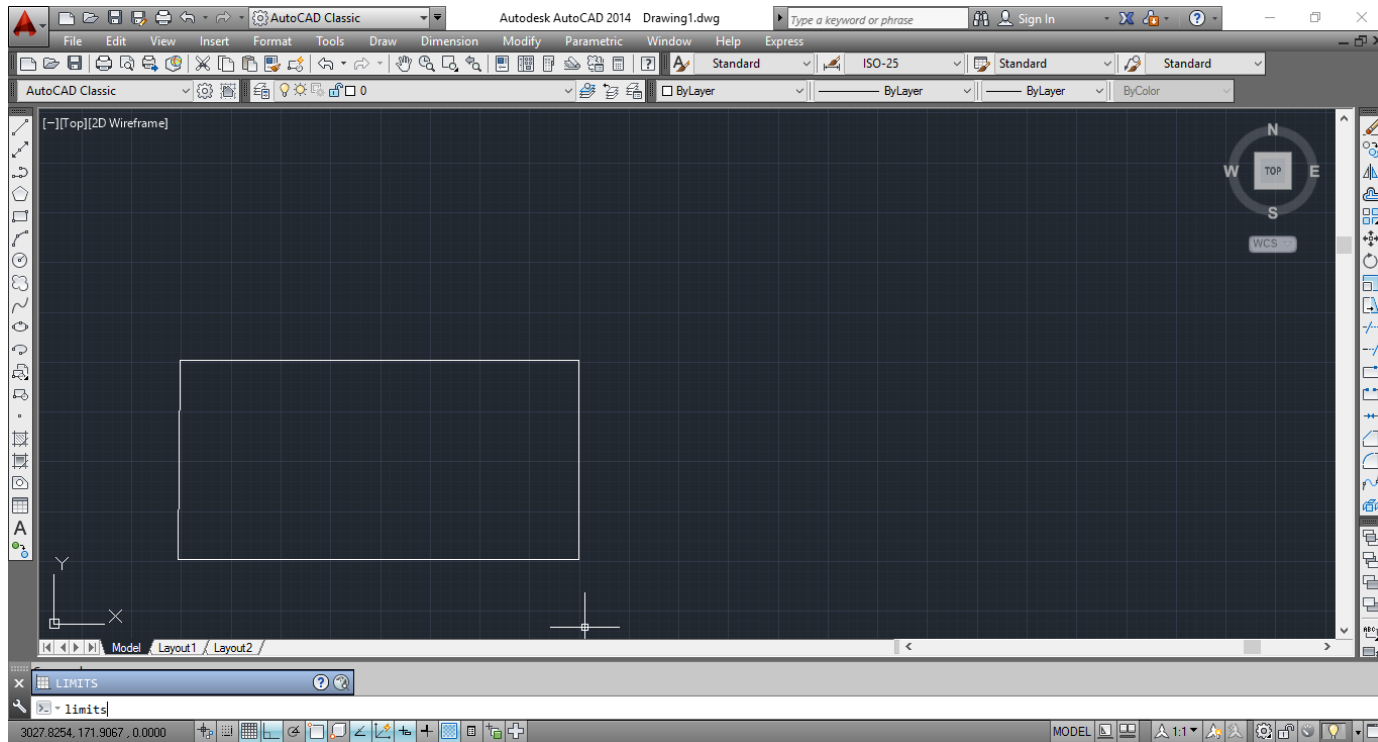 AutoCAD Classic Autodesk AutoCAD 2014 Drawing1.dwg Type a keyword or phrase Sign In
File Edit View Insert Format Tools Draw Dimension Modify Parametric Window Help Express
Standard ISO-25 Standard Standard
AutoCAD Classic 0 ByLayer ByLayer ByLayer ByColor
[−][Top][2D Wireframe]
N
W TOP E
S
WCS
A
Y
X
Model Layout1 Layout2
LIMITS
limits
3027.8254, 171.9067 , 0.0000 MODEL 1:1